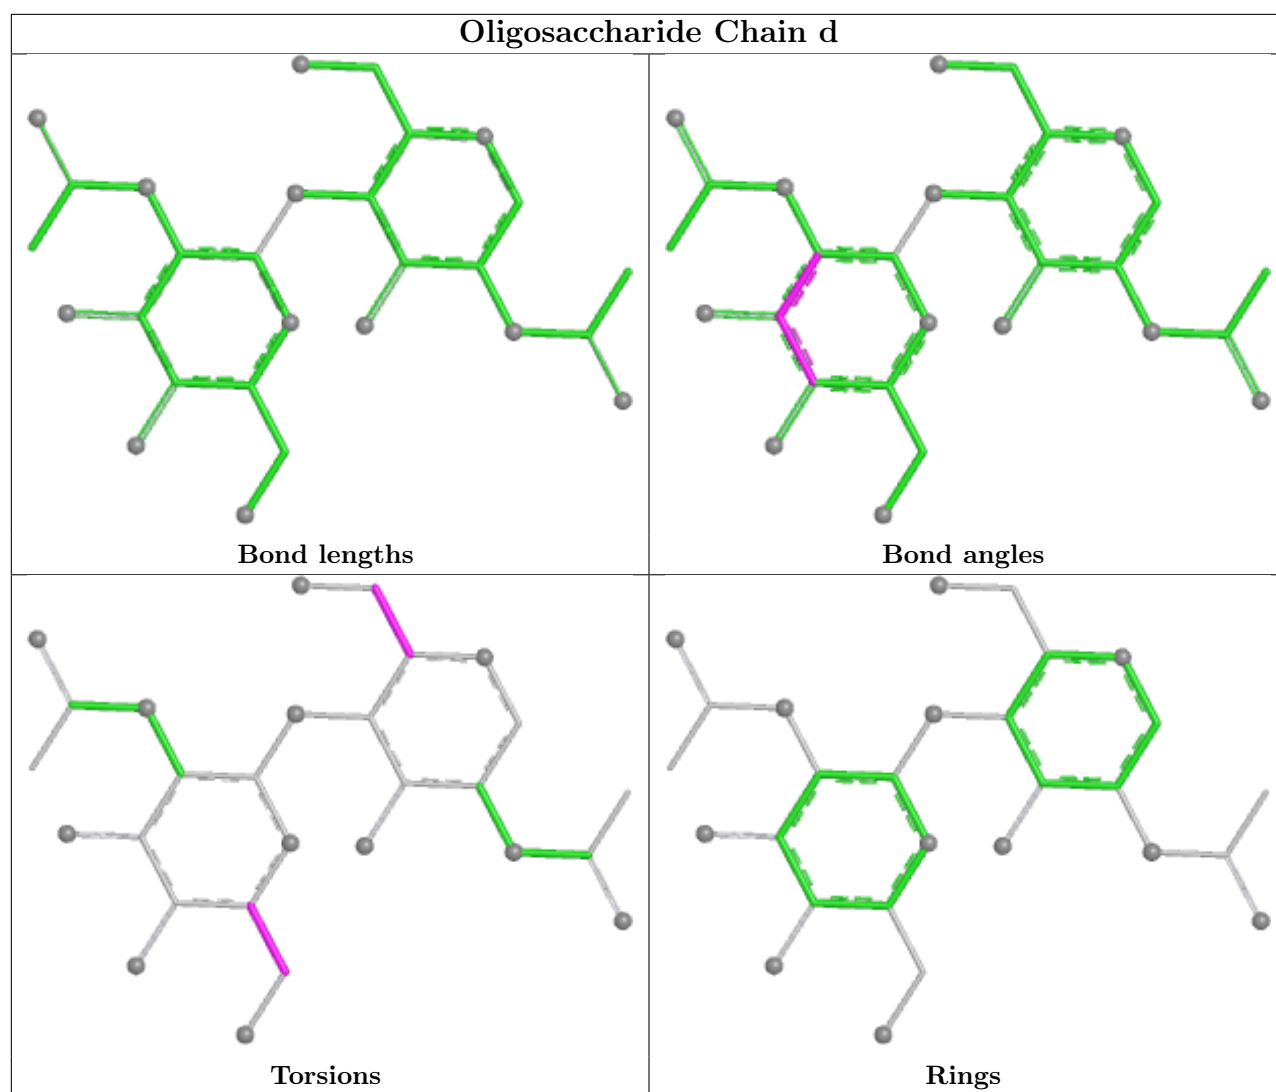 Oligosaccharide Chain d
Bond lengths
Bond angles
Torsions
Rings